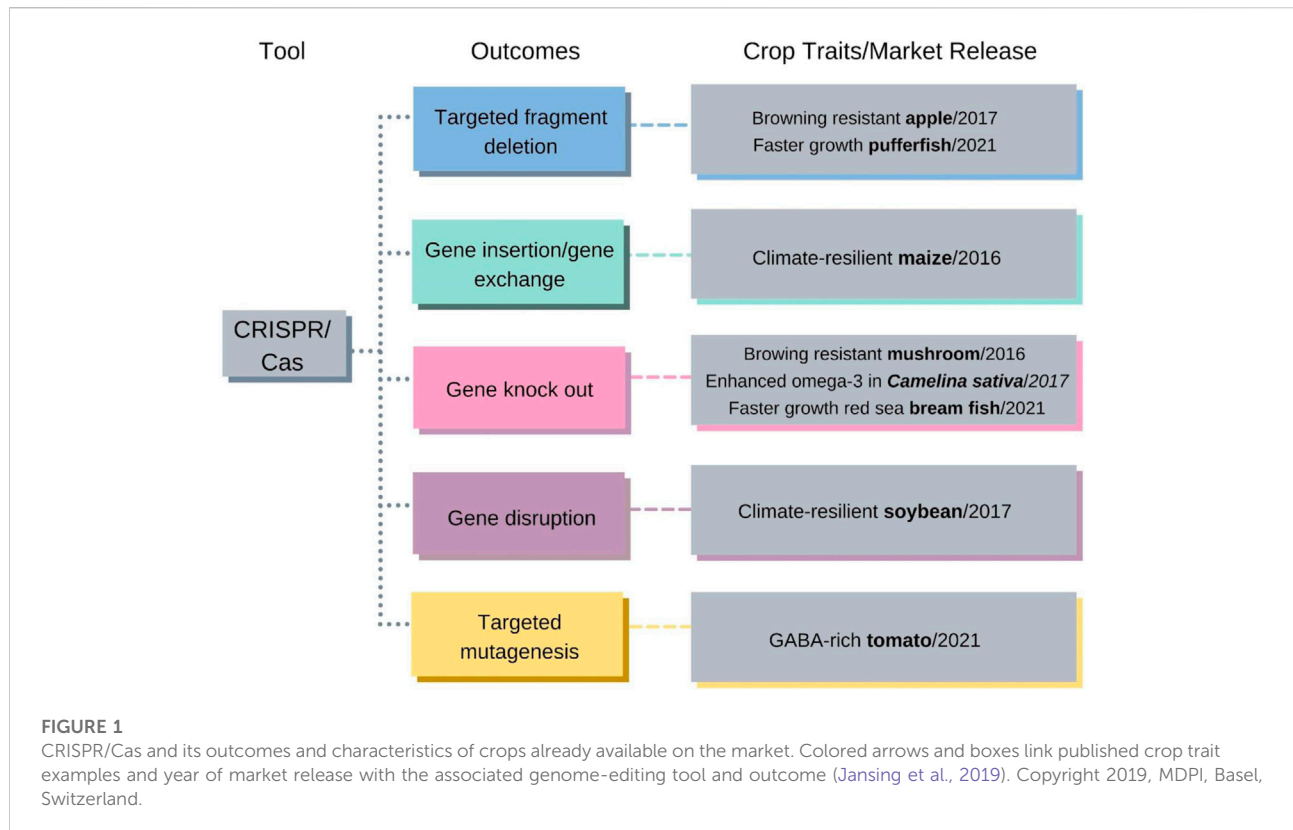 Tool
Outcomes
Crop Traits/Market Release
CRISPR/
Cas
Targeted fragment
deletion
Browning resistant apple/2017
Faster growth pufferfish/2021
Gene insertion/gene
exchange
Climate-resilient maize/2016
Gene knock out
Browing resistant mushroom/2016
Enhanced omega-3 in Camelina sativa/2017
Faster growth red sea bream fish/2021
Gene disruption
Climate-resilient soybean/2017
Targeted
mutagenesis
GABA-rich tomato/2021
FIGURE 1
CRISPR/Cas and its outcomes and characteristics of crops already available on the market. Colored arrows and boxes link published crop trait
examples and year of market release with the associated genome-editing tool and outcome (Jansing et al., 2019). Copyright 2019, MDPI, Basel,
Switzerland.